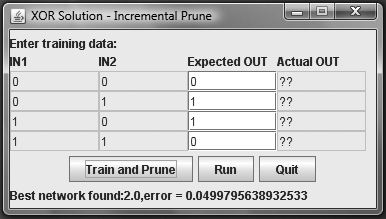 XOR Solution - Incremental Prune
Enter training data:
IN1 IN2 Expected OUT Actual OUT
0 0 0 ??
0 1 1 ??
1 0 1 ??
1 1 0 ??
Train and Prune Run Quit
Best network found:2.0,error = 0.0499795638932533